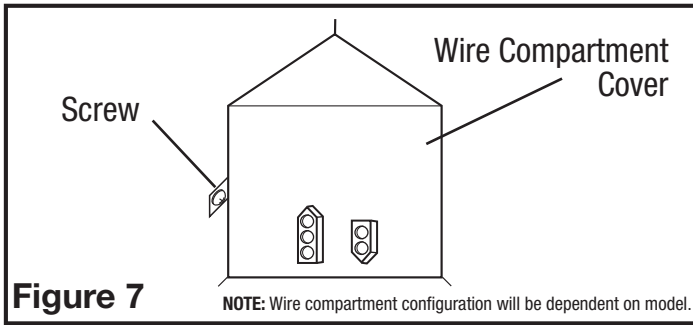 Wire Compartment
Cover
Screw
Figure 7
NOTE: Wire compartment configuration will be dependent on model.